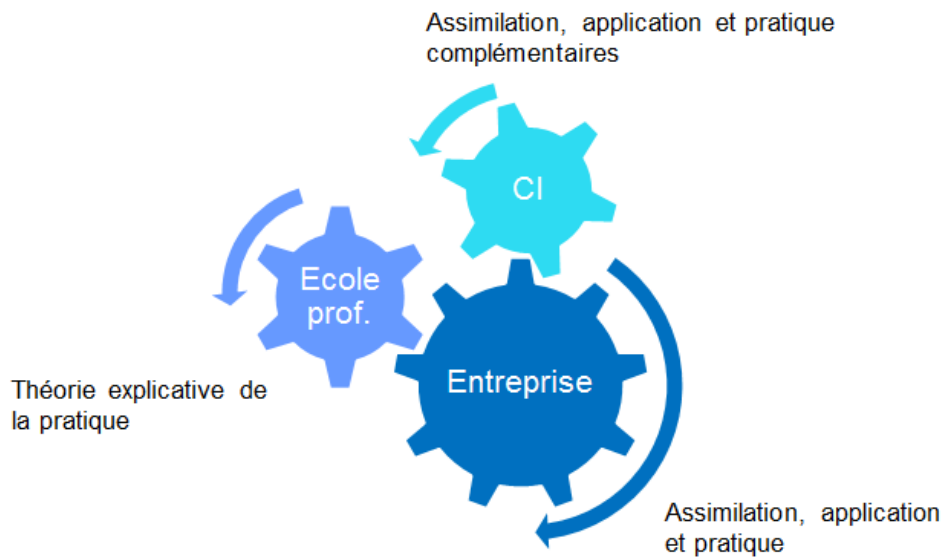 Assimilation, application et pratique
complémentaires
CI
Ecole
prof.
Entreprise
Théorie explicative de
la pratique
Assimilation, application
et pratique